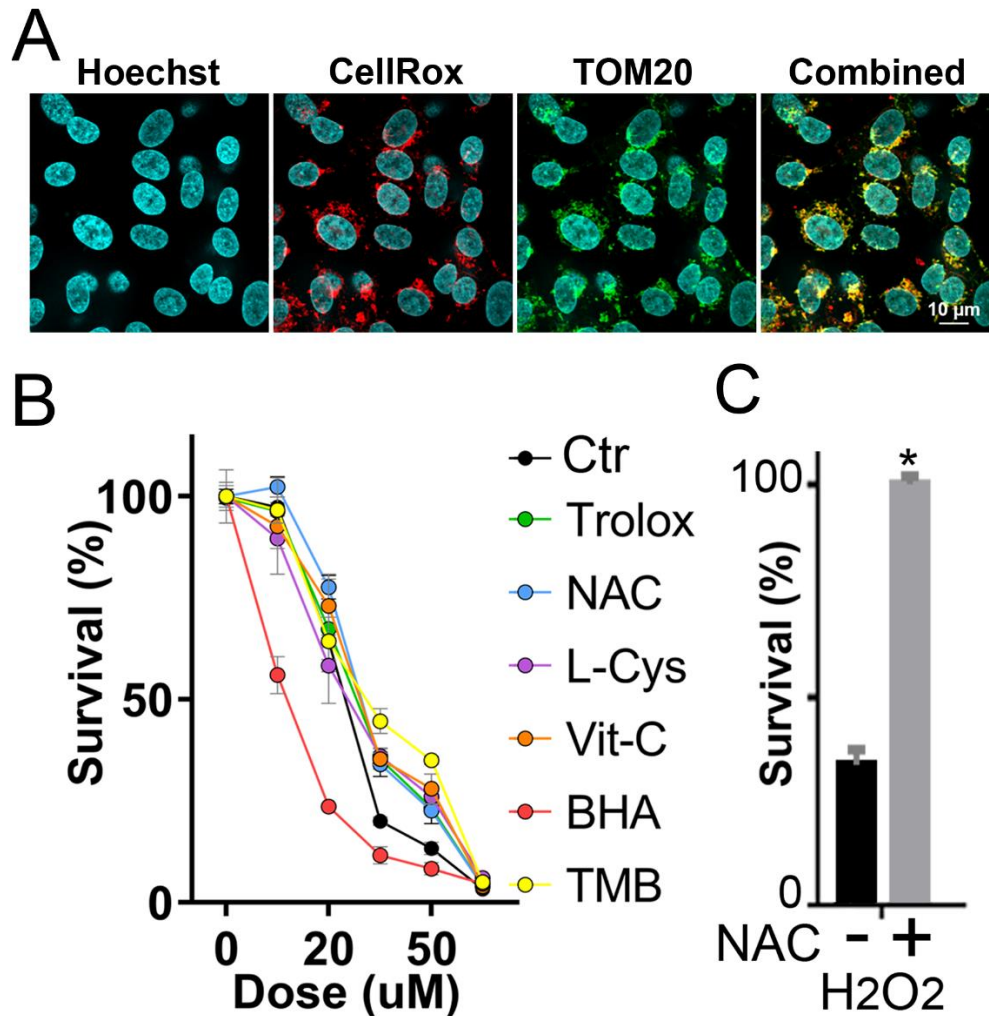 A
Hoechst
CellRox
TOM20
Combined
10 µm
B
Survival (%)
100
50
0
0
20
50
Dose (uM)
Ctr
Trolox
NAC
L-Cys
Vit-C
BHA
TMB
C
Survival (%)
100
0
*
NAC - +
H2O2